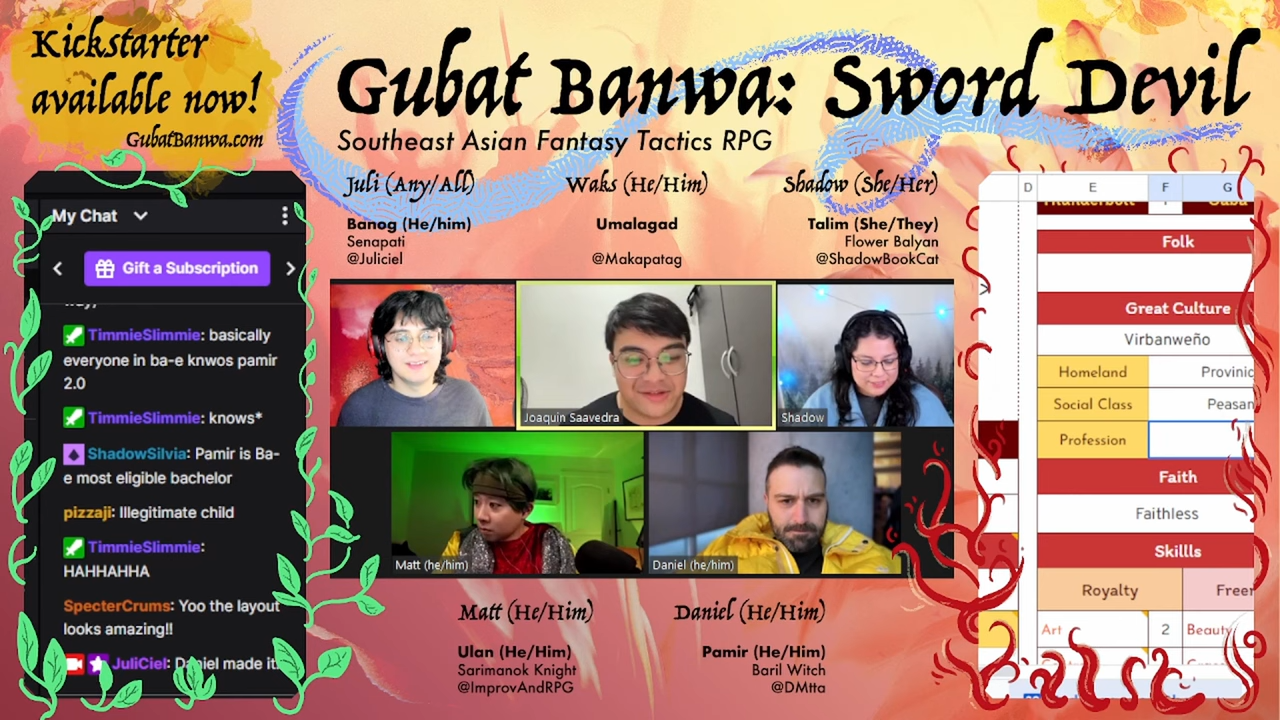 Kickstarter
available now!
GubatBanwa.com
Gubat Banwa: Sword Devil
Southeast Asian Fantasy Tactics RPG
Juli (Any/All)
Banog (He/him)
Senapati
@Juliciel
Waks (He/Him)
Umalagad
@Makapatag
Shadow (She/Her)
Talim (She/They)
Flower Balyan
@ShadowBookCat
My Chat
Gift a Subscription
TimmieSlimmie: basically
everyone in ba-e knwos pamir
2.0
TimmieSlimmie: knows*
ShadowSilvia: Pamir is Ba-
e most eligible bachelor
pizzaji: Illegitimate child
TimmieSlimmie:
HAHHAHHA
SpecterCrums: Yoo the layout
looks amazing!!
JuliCiel: Daniel made it
Joaquin Saavedra
Shadow
Matt (he/him)
Daniel (he/him)
Matt (He/Him)
Ulan (He/Him)
Sarimanok Knight
@ImprovAndRPG
Daniel (He/Him)
Pamir (He/Him)
Baril Witch
@DMtta
D E F G
Folk
Great Culture
Virbanweño
Homeland Provinic
Social Class Peasan
Profession
Faith
Faithless
Skillls
Royalty Freer
Art 2 Beauty